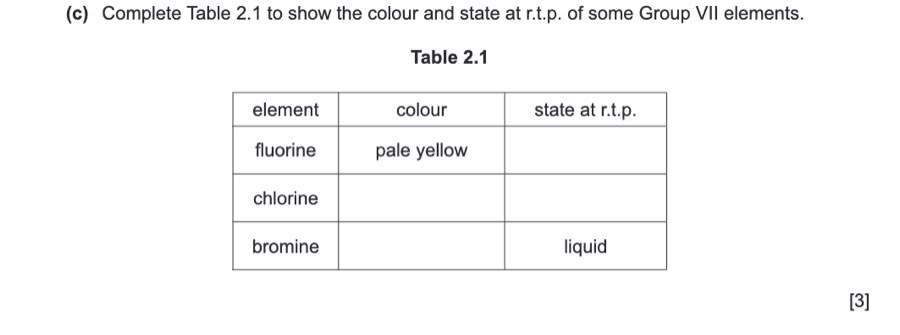 (c) Complete Table 2.1 to show the colour and state at r.t.p. of some Group VII elements.
Table 2.1
element colour state at r.t.p.
fluorine pale yellow
chlorine
bromine liquid
[3]